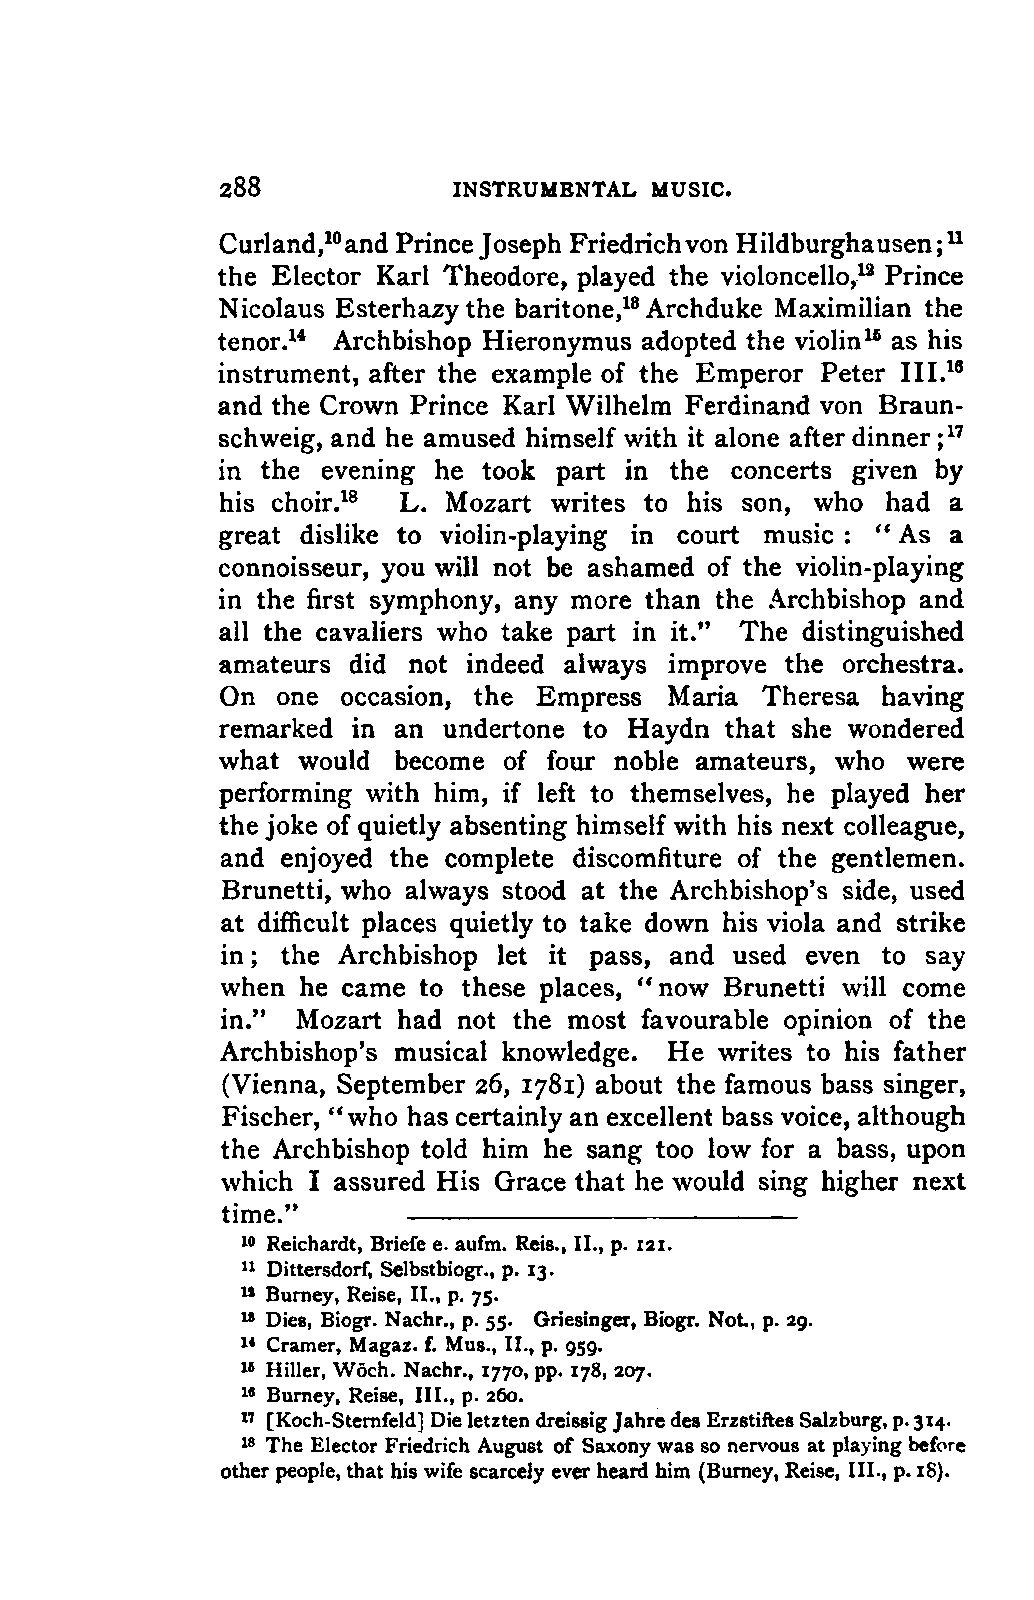 288 INSTRUMENTAL MUSIC.
Curland,¹⁰ and Prince Joseph Friedrich von Hildburghausen;¹¹
the Elector Karl Theodore, played the violoncello,¹² Prince
Nicolaus Esterhazy the baritone,¹³ Archduke Maximilian the
tenor.¹⁴ Archbishop Hieronymus adopted the violin¹⁵ as his
instrument, after the example of the Emperor Peter III.¹⁶
and the Crown Prince Karl Wilhelm Ferdinand von Braun-
schweig, and he amused himself with it alone after dinner;¹⁷
in the evening he took part in the concerts given by
his choir.¹⁸ L. Mozart writes to his son, who had a
great dislike to violin-playing in court music : "As a
connoisseur, you will not be ashamed of the violin-playing
in the first symphony, any more than the Archbishop and
all the cavaliers who take part in it." The distinguished
amateurs did not indeed always improve the orchestra.
On one occasion, the Empress Maria Theresa having
remarked in an undertone to Haydn that she wondered
what would become of four noble amateurs, who were
performing with him, if left to themselves, he played her
the joke of quietly absenting himself with his next colleague,
and enjoyed the complete discomfiture of the gentlemen.
Brunetti, who always stood at the Archbishop's side, used
at difficult places quietly to take down his viola and strike
in; the Archbishop let it pass, and used even to say
when he came to these places, "now Brunetti will come
in." Mozart had not the most favourable opinion of the
Archbishop's musical knowledge. He writes to his father
(Vienna, September 26, 1781) about the famous bass singer,
Fischer, "who has certainly an excellent bass voice, although
the Archbishop told him he sang too low for a bass, upon
which I assured His Grace that he would sing higher next
time."
¹⁰ Reichardt, Briefe e. aufm. Reis., II., p. 121.
¹¹ Dittersdorf, Selbstbiogr., p. 13.
¹² Burney, Reise, II., p. 75.
¹³ Dies, Biogr. Nachr., p. 55. Griesinger, Biogr. Not., p. 29.
¹⁴ Cramer, Magaz. f. Mus., II., p. 959.
¹⁵ Hiller, Wöch. Nachr., 1770, pp. 178, 207.
¹⁶ Burney, Reise, III., p. 260.
¹⁷ [Koch-Sternfeld] Die letzten dreissig Jahre des Erzstiftes Salzburg, p. 314.
¹⁸ The Elector Friedrich August of Saxony was so nervous at playing before
other people, that his wife scarcely ever heard him (Burney, Reise, III., p. 18).